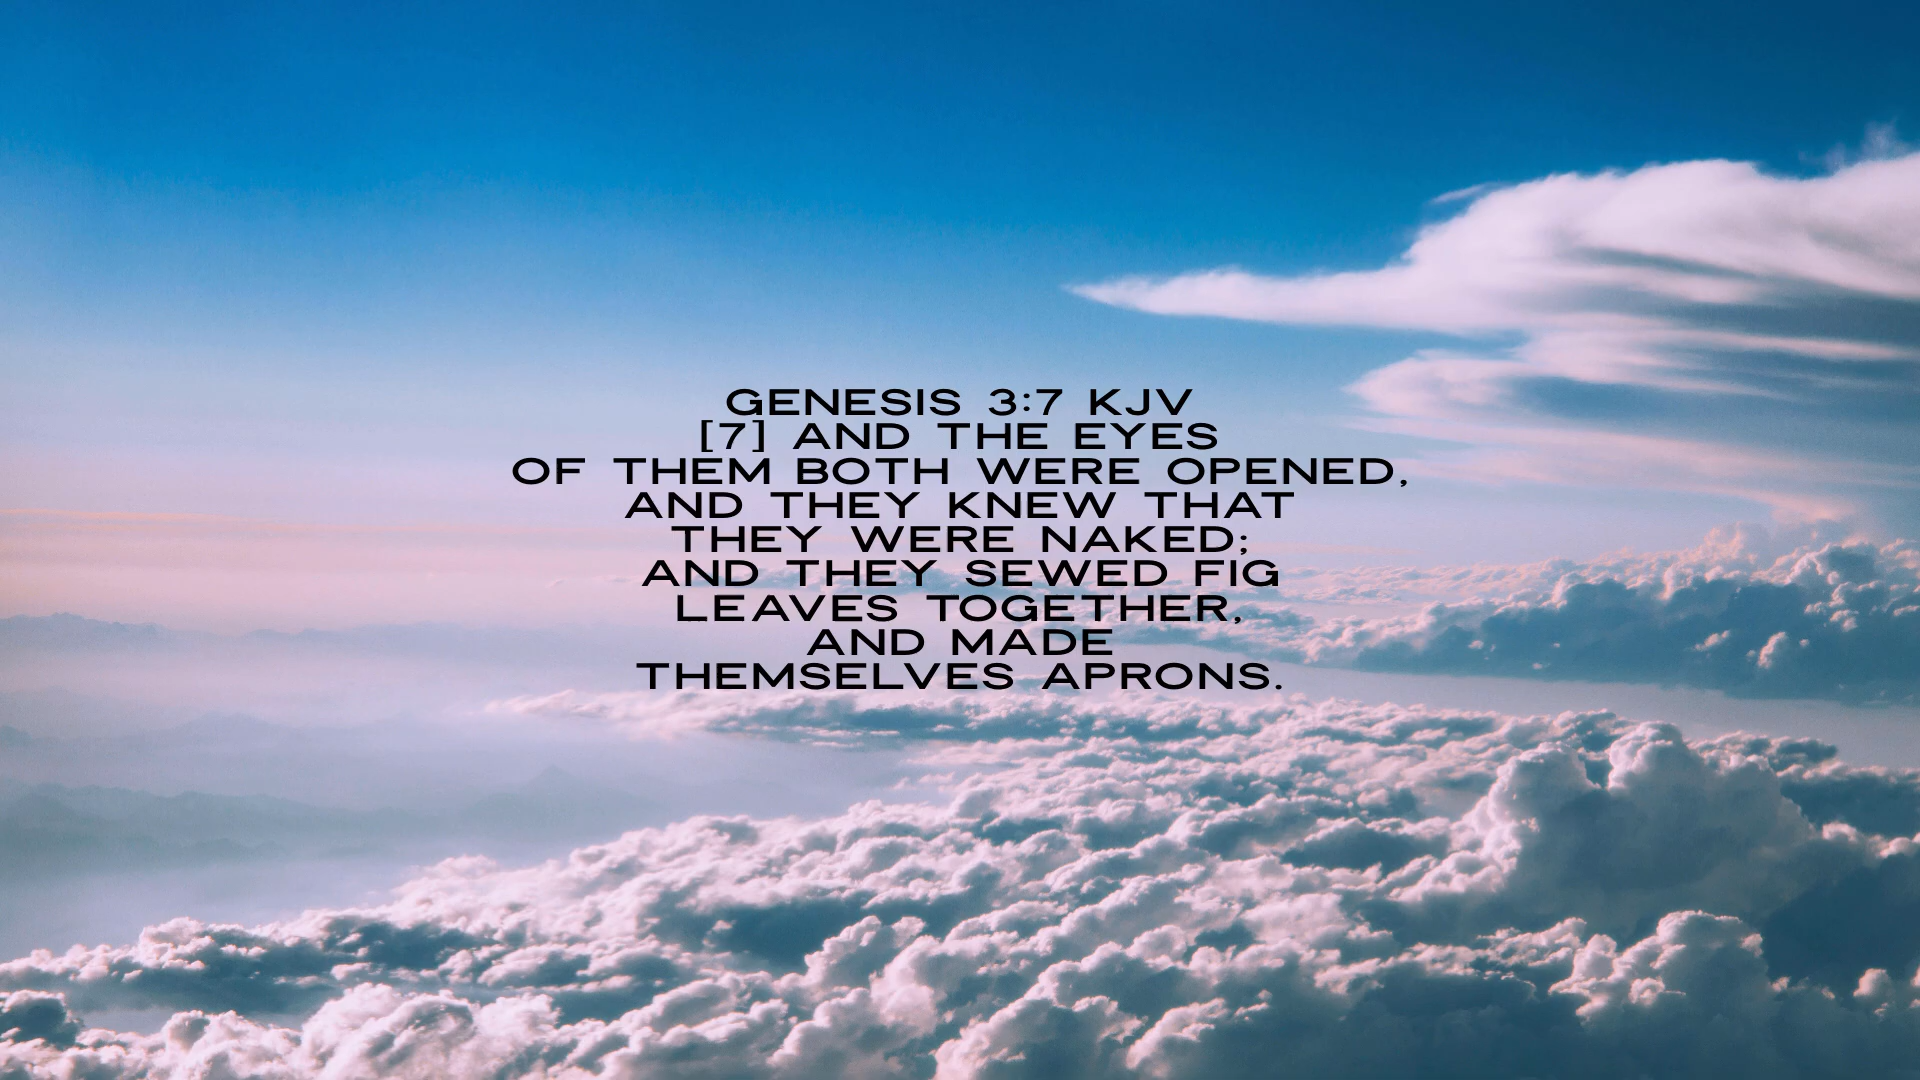 GENESIS 3:7 KJV
[7] AND THE EYES
OF THEM BOTH WERE OPENED,
AND THEY KNEW THAT
THEY WERE NAKED;
AND THEY SEWED FIG
LEAVES TOGETHER,
AND MADE
THEMSELVES APRONS.